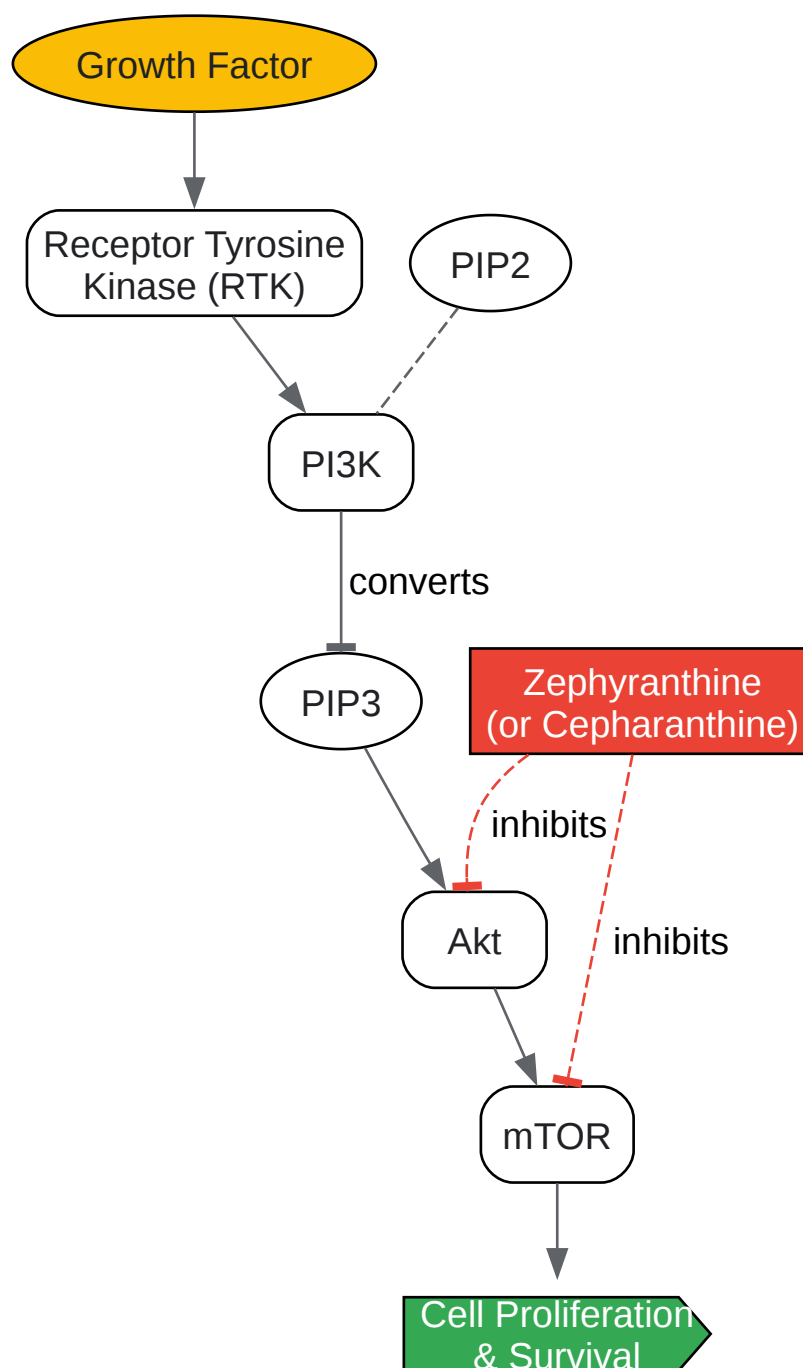 Growth Factor
Receptor Tyrosine
Kinase (RTK)
PIP2
PI3K
converts
PIP3
Zephyranthine
(or Cepharanthine)
inhibits
Akt
inhibits
mTOR
Cell Proliferation
& Survival